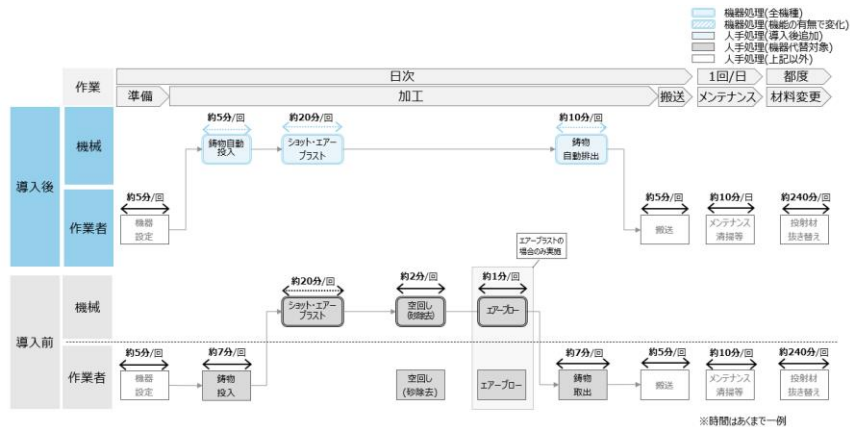 機器処理(全機種)
機器処理(機能の有無で変化)
人手処理(導入後追加)
人手処理(機器代替対象)
人手処理(上記以外)
作業
日次
1回/日
都度
準備
加工
搬送
メンテナンス
材料変更
導入後
機械
約5分/回
鋳物自動
投入
約20分/回
ショット・エアー
ブラスト
約10分/回
鋳物
自動排出
作業者
約5分/回
機器
設定
約5分/回
搬送
約10分/日
メンテナンス
清掃等
約240分/回
投射材
抜き替え
エアーブラストの
場合のみ実施
導入前
機械
約20分/回
ショット・エアー
ブラスト
約2分/回
空回し
(砂除去)
約1分/回
エアーブロー
作業者
約5分/回
機器
設定
約7分/回
鋳物
投入
空回し
(砂除去)
エアーブロー
約7分/回
鋳物
取出
約5分/回
搬送
約10分/日
メンテナンス
清掃等
約240分/回
投射材
抜き替え
※時間はあくまで一例